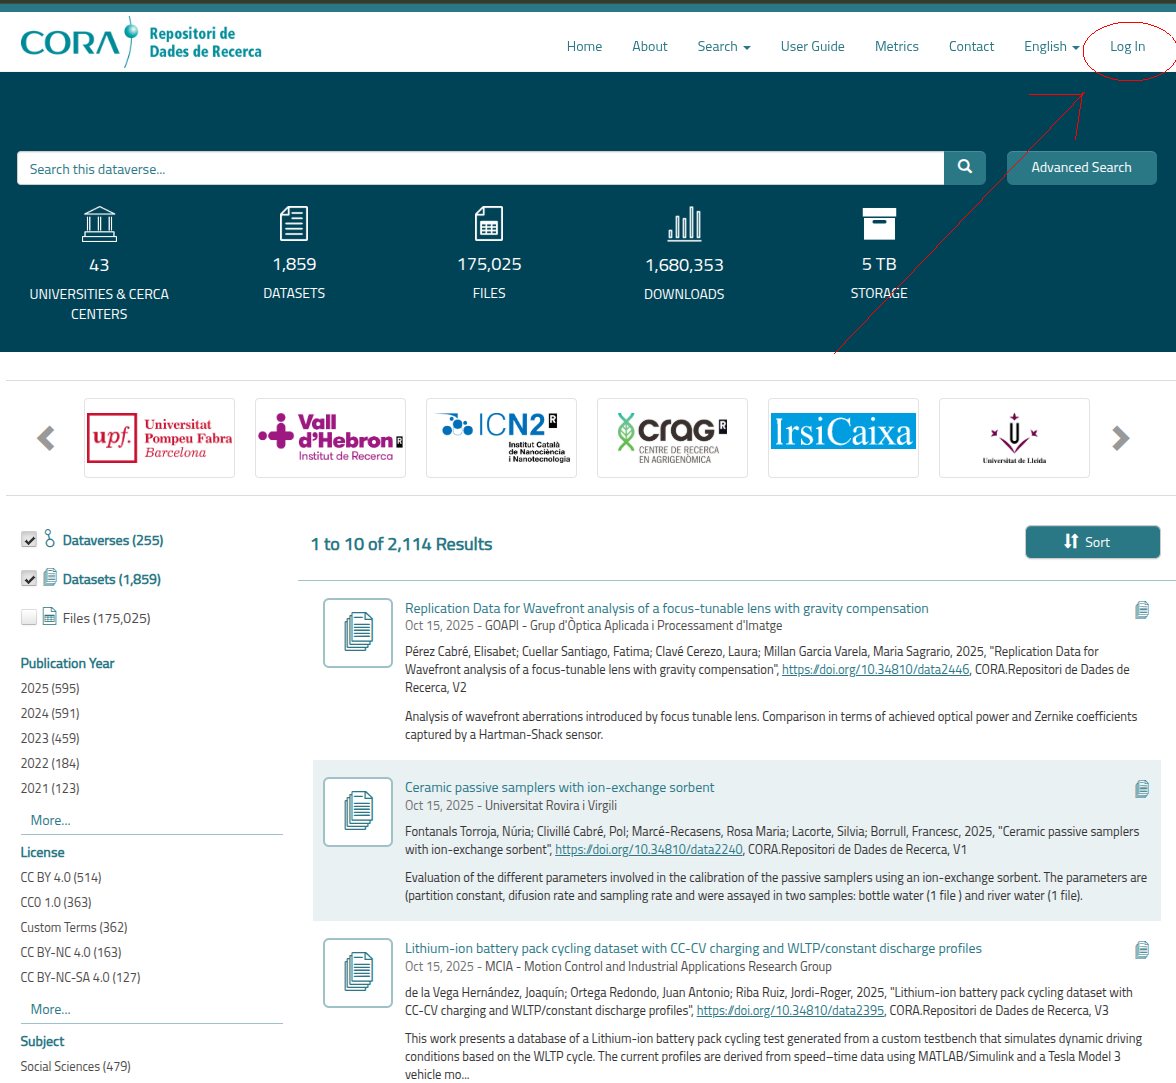 CORA Repositori de
Dades de Recerca
Home About Search User Guide Metrics Contact English Log In
Search this dataverse...
Advanced Search
43
UNIVERSITIES & CERCA
CENTERS
1,859
DATASETS
175,025
FILES
1,680,353
DOWNLOADS
5 TB
STORAGE
upf. Universitat
Pompeu Fabra
Barcelona
Vall
d'Hebron R
Institut de Recerca
ICN2 R
Institut Català
de Nanociència
i Nanotecnologia
CRAG R
CENTRE DE RECERCA
EN AGRIGENÒMICA
IrsiCaixa
U
Universitat de Lleida
Dataverses (255)
Datasets (1,859)
Files (175,025)
Publication Year
2025 (595)
2024 (591)
2023 (459)
2022 (184)
2021 (123)
More...
License
CC BY 4.0 (514)
CC0 1.0 (363)
Custom Terms (362)
CC BY-NC 4.0 (163)
CC BY-NC-SA 4.0 (127)
More...
Subject
Social Sciences (479)
1 to 10 of 2,114 Results
Sort
Replication Data for Wavefront analysis of a focus-tunable lens with gravity compensation
Oct 15, 2025 - GOAPI - Grup d'Òptica Aplicada i Processament d'Imatge
Pérez Cabré, Elisabet; Cuellar Santiago, Fatima; Clavé Cerezo, Laura; Millan Garcia Varela, Maria Sagrario, 2025, "Replication Data for
Wavefront analysis of a focus-tunable lens with gravity compensation", https://doi.org/10.34810/data2446, CORA.Repositori de Dades de
Recerca, V2
Analysis of wavefront aberrations introduced by focus tunable lens. Comparison in terms of achieved optical power and Zernike coefficients
captured by a Hartman-Shack sensor.
Ceramic passive samplers with ion-exchange sorbent
Oct 15, 2025 - Universitat Rovira i Virgili
Fontanals Torroja, Núria; Clivillé Cabré, Pol; Marcé-Recasens, Rosa Maria; Lacorte, Silvia; Borrull, Francesc, 2025, "Ceramic passive samplers
with ion-exchange sorbent", https://doi.org/10.34810/data2240, CORA.Repositori de Dades de Recerca, V1
Evaluation of the different parameters involved in the calibration of the passive samplers using an ion-exchange sorbent. The parameters are
(partition constant, difusion rate and sampling rate and were assayed in two samples: bottle water (1 file ) and river water (1 file).
Lithium-ion battery pack cycling dataset with CC-CV charging and WLTP/constant discharge profiles
Oct 15, 2025 - MCIA - Motion Control and Industrial Applications Research Group
de la Vega Hernández, Joaquín; Ortega Redondo, Juan Antonio; Riba Ruiz, Jordi-Roger, 2025, "Lithium-ion battery pack cycling dataset with
CC-CV charging and WLTP/constant discharge profiles", https://doi.org/10.34810/data2395, CORA.Repositori de Dades de Recerca, V3
This work presents a database of a Lithium-ion battery pack cycling test generated from a custom testbench that simulates dynamic driving
conditions based on the WLTP cycle. The current profiles are derived from speed–time data using MATLAB/Simulink and a Tesla Model 3
vehicle mo...